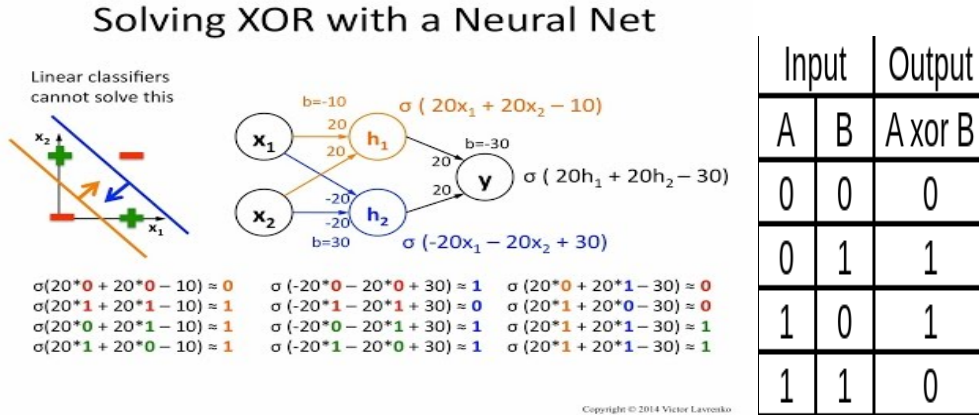 Solving XOR with a Neural Net
Linear classifiers
cannot solve this
x₂
x₁
b=-10
σ ( 20x₁ + 20x₂ – 10)
20
20
x₁
h₁
b=-30
20
y
σ ( 20h₁ + 20h₂ – 30)
20
x₂
-20
-20
h₂
b=30
σ (-20x₁ – 20x₂ + 30)
σ(20*0 + 20*0 – 10) ≈ 0
σ(20*1 + 20*1 – 10) ≈ 1
σ(20*0 + 20*1 – 10) ≈ 1
σ(20*1 + 20*0 – 10) ≈ 1
σ (-20*0 – 20*0 + 30) ≈ 1
σ (-20*1 – 20*1 + 30) ≈ 0
σ (-20*0 – 20*1 + 30) ≈ 1
σ (-20*1 – 20*0 + 30) ≈ 1
σ (20*0 + 20*1 – 30) ≈ 0
σ (20*1 + 20*0 – 30) ≈ 0
σ (20*1 + 20*1 – 30) ≈ 1
σ (20*1 + 20*1 – 30) ≈ 1
Copyright © 2014 Victor Lavrenko
Input Output
A B A xor B
0 0 0
0 1 1
1 0 1
1 1 0